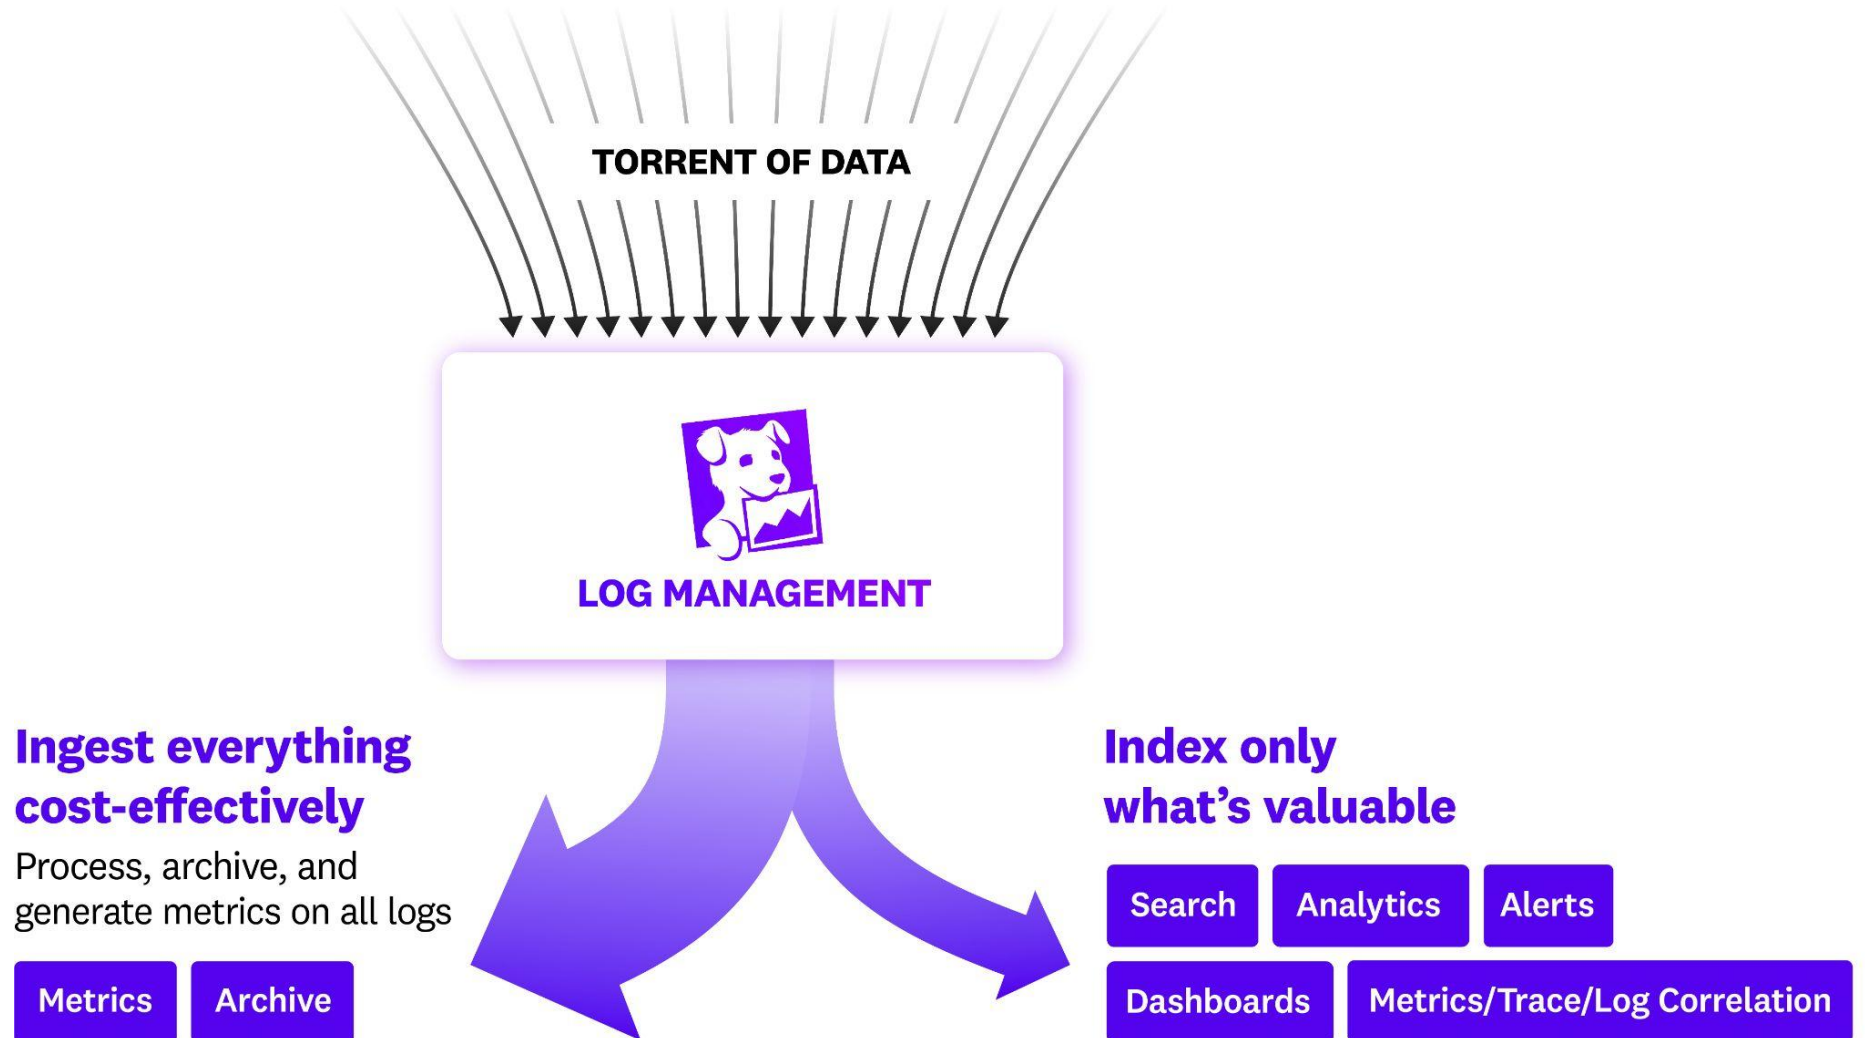 TORRENT OF DATA
LOG MANAGEMENT
Ingest everything
cost-effectively
Process, archive, and
generate metrics on all logs
Metrics
Archive
Index only
what’s valuable
Search
Analytics
Alerts
Dashboards
Metrics/Trace/Log Correlation